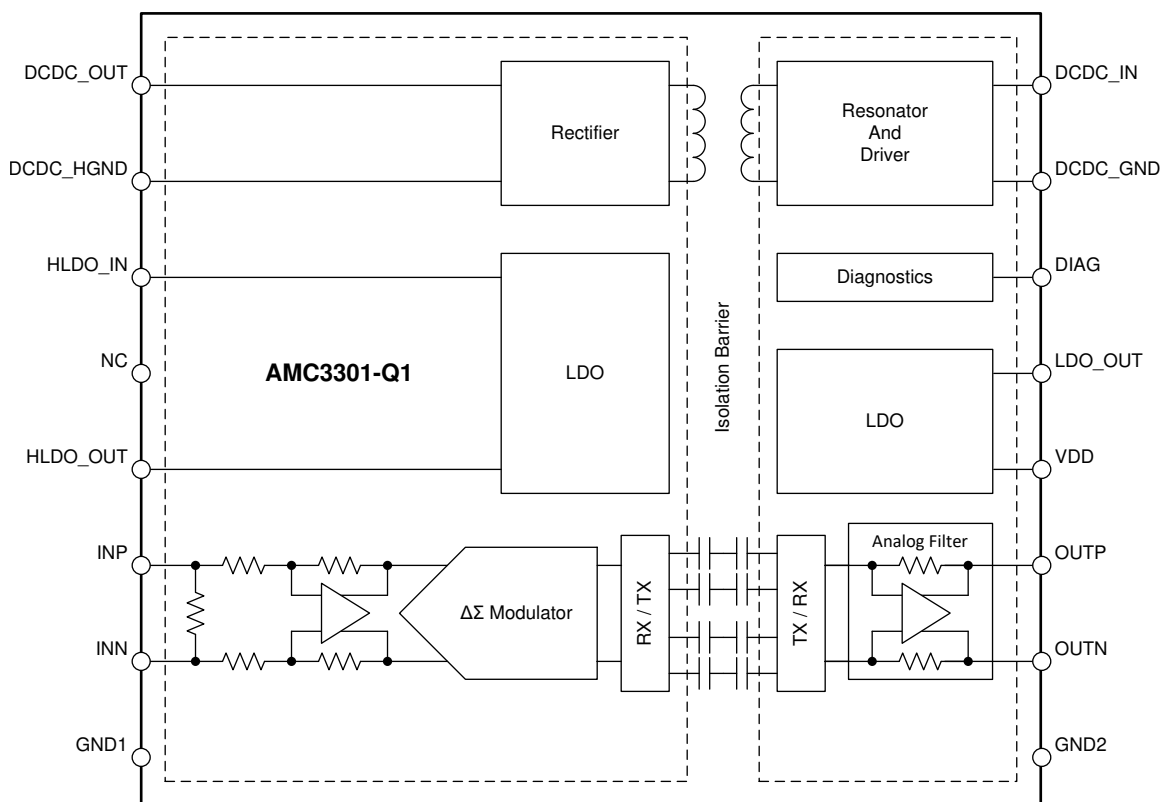 DCDC_OUT
DCDC_HGND
HLDO_IN
NC
HLDO_OUT
INP
INN
GND1
Rectifier
AMC3301-Q1
LDO
ΔΣ Modulator
RX / TX
Isolation Barrier
Resonator
And
Driver
Diagnostics
LDO
TX / RX
Analog Filter
DCDC_IN
DCDC_GND
DIAG
LDO_OUT
VDD
OUTP
OUTN
GND2